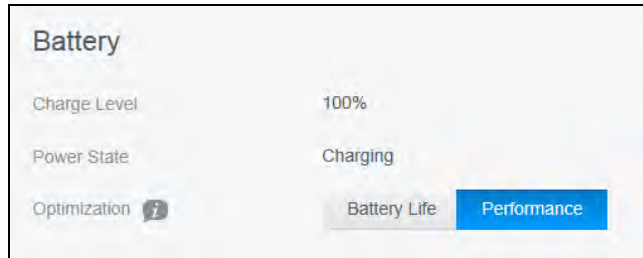 Battery
Charge Level 100%
Power State Charging
Optimization i Battery Life Performance